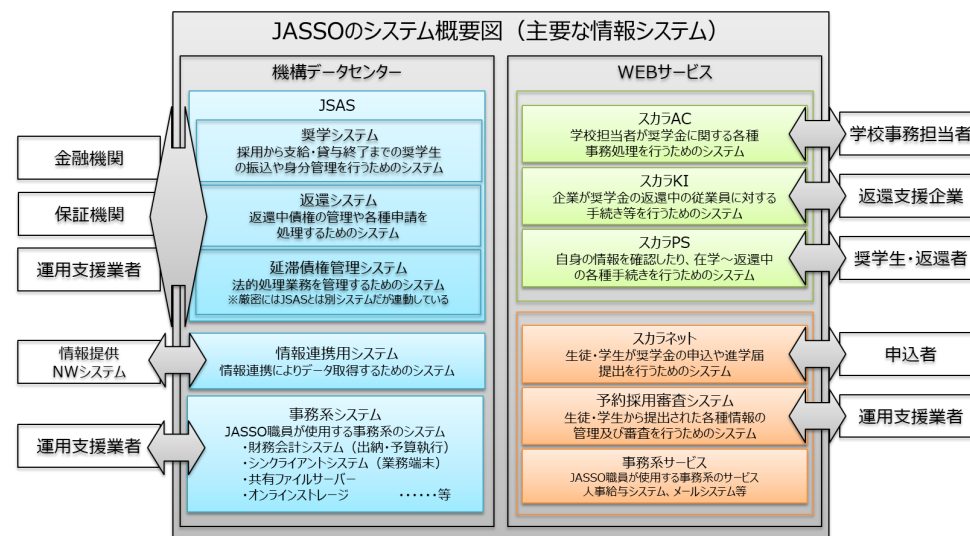 JASSOのシステム概要図（主要な情報システム）
機構データセンター
JSAS
奨学システム
採用から支給・貸与終了までの奨学生
の振込や身分管理を行うためのシステム
返還システム
返還中債権の管理や各種申請を
処理するためのシステム
延滞債権管理システム
法的処理業務を管理するためのシステム
※厳密にはJSASとは別システムだが連動している
情報連携用システム
情報連携によりデータ取得するためのシステム
事務系システム
JASSO職員が使用する事務系のシステム
・財務会計システム（出納・予算執行）
・シンクライアントシステム（業務端末）
・共有ファイルサーバー
・オンラインストレージ　　・・・・・・等
金融機関
保証機関
運用支援業者
情報提供
NWシステム
運用支援業者
WEBサービス
スカラAC
学校担当者が奨学金に関する各種
事務処理を行うためのシステム
スカラKI
企業が奨学金の返還中の従業員に対する
手続き等を行うためのシステム
スカラPS
自身の情報を確認したり、在学～返還中
の各種手続きを行うためのシステム
スカラネット
生徒・学生が奨学金の申込や進学届
提出を行うためのシステム
予約採用審査システム
生徒・学生から提出された各種情報の
管理及び審査を行うためのシステム
事務系サービス
JASSO職員が使用する事務系のサービス
人事給与システム、メールシステム等
学校事務担当者
返還支援企業
奨学生・返還者
申込者
運用支援業者